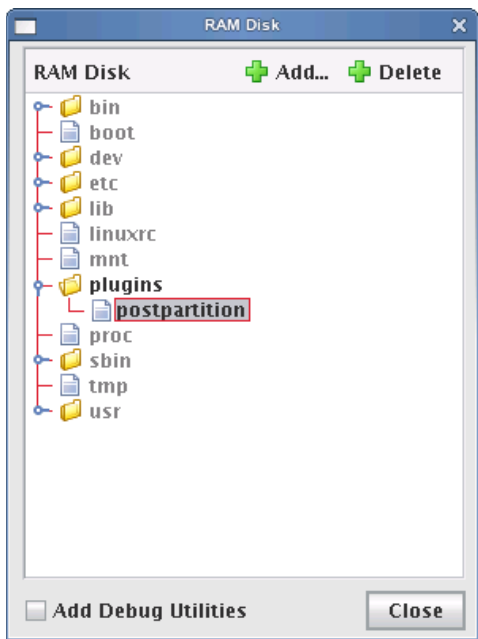 RAM Disk
RAM Disk Add... Delete
bin
boot
dev
etc
lib
linuxrc
mnt
plugins
postpartition
proc
sbin
tmp
usr
Add Debug Utilities Close